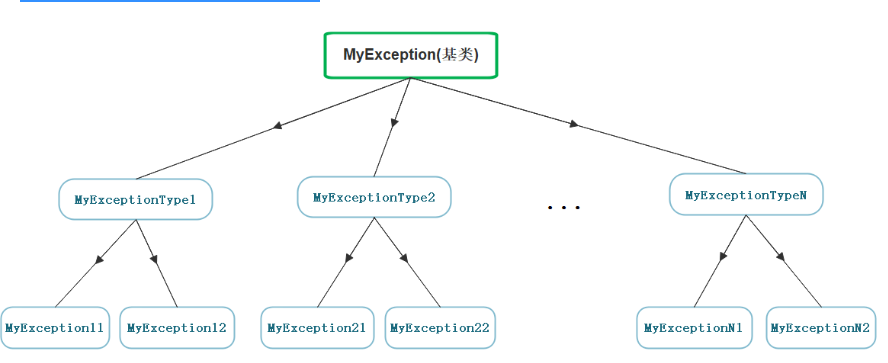 MyException(基类)
MyExceptionType1
MyExceptionType2
...
MyExceptionTypeN
MyException11
MyException12
MyException21
MyException22
MyExceptionN1
MyExceptionN2